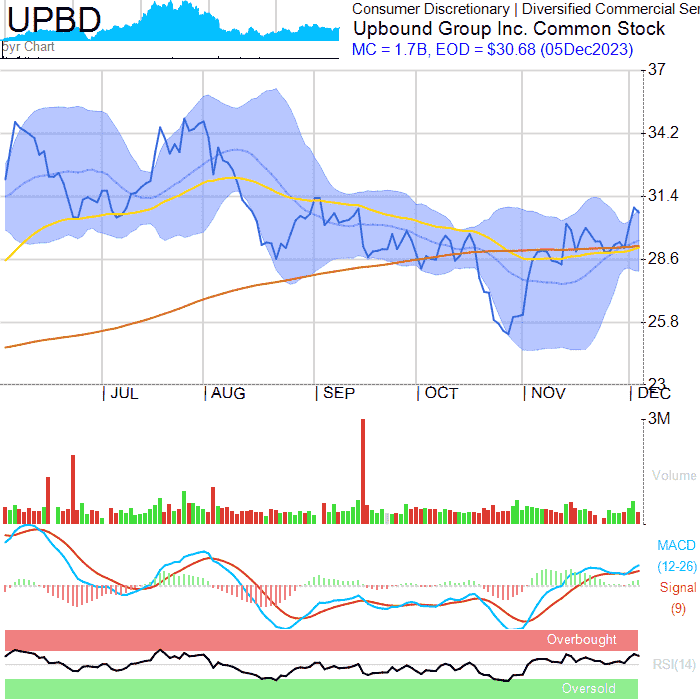 UPBD
byr Chart
Consumer Discretionary | Diversified Commercial Ser
Upbound Group Inc. Common Stock
MC = 1.7B, EOD = $30.68 (05Dec2023)
37
34.2
31.4
28.6
25.8
23
JUL AUG SEP OCT NOV DEC
3M
Volume
MACD
(12-26)
Signal
(9)
Overbought
RSI(14)
Oversold